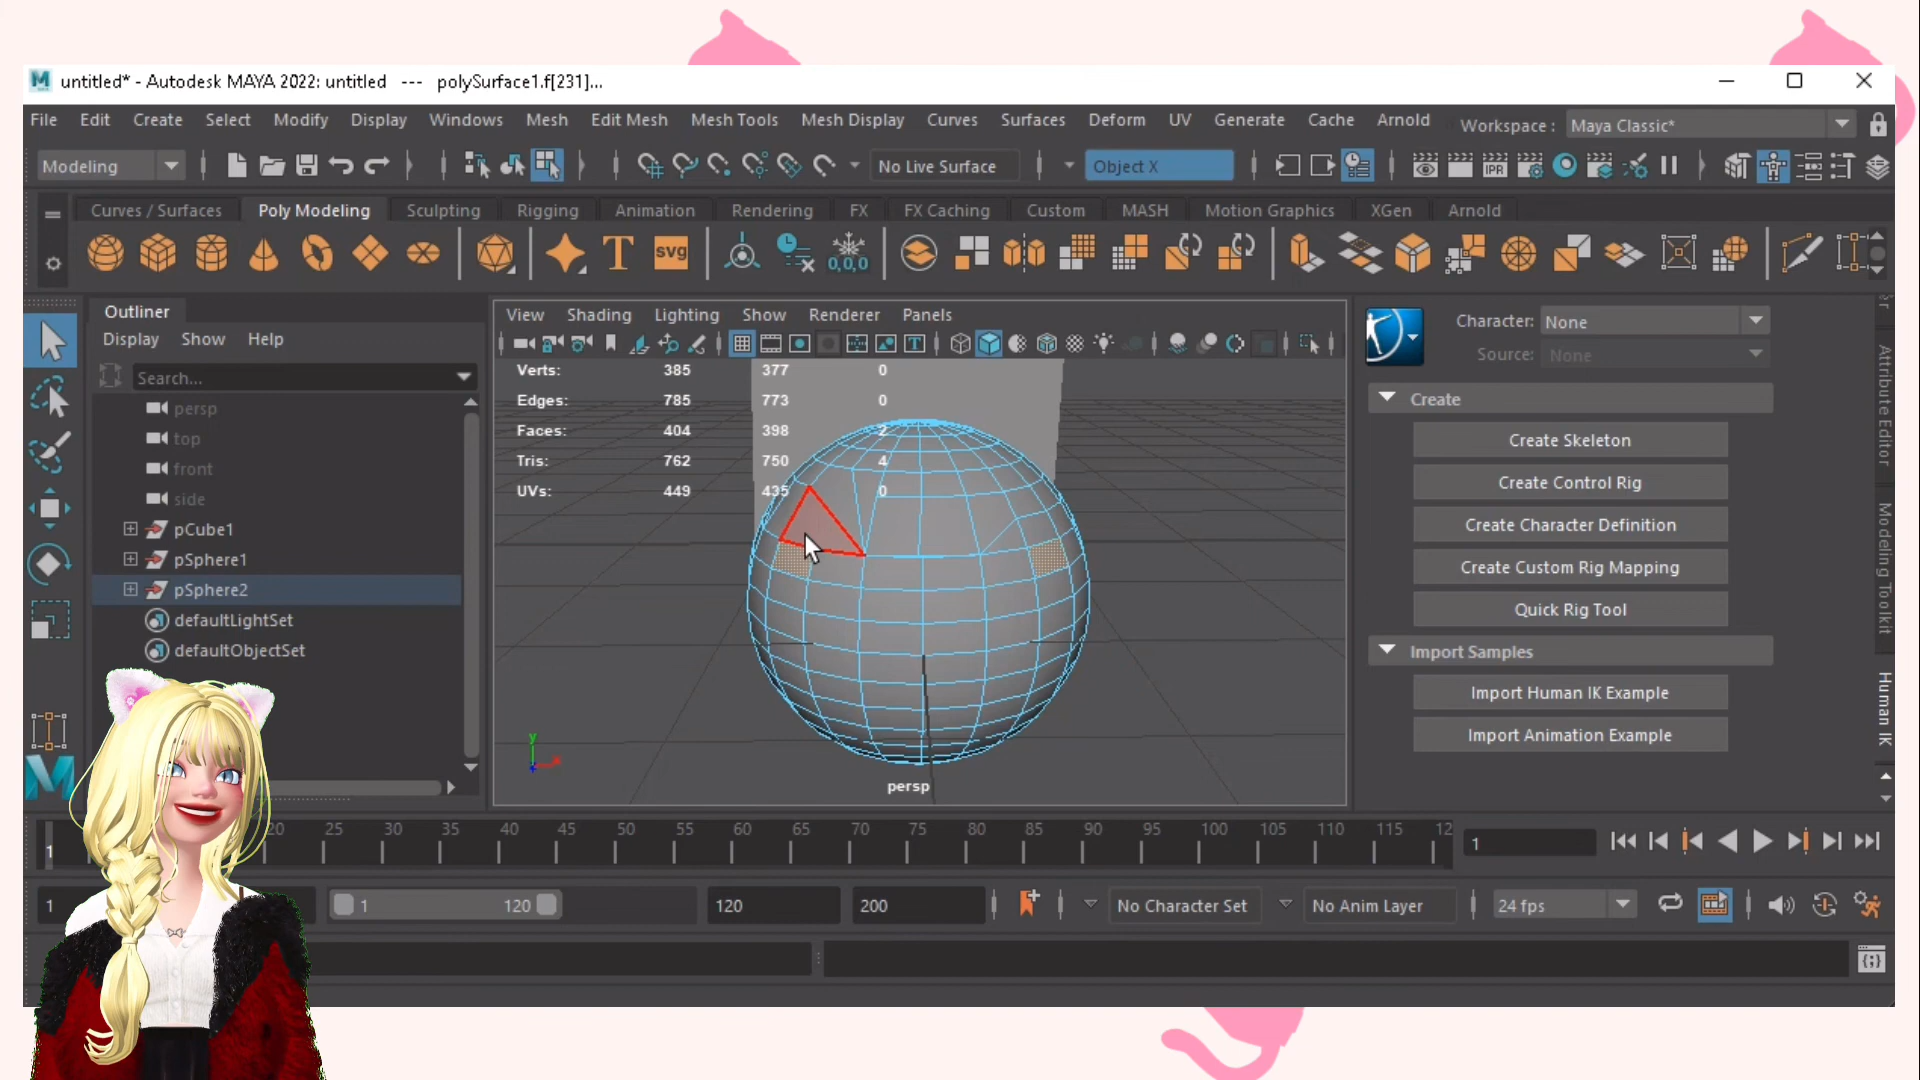 untitled* - Autodesk MAYA 2022: untitled --- polySurface1.f[231]...
File Edit Create Select Modify Display Windows Mesh Edit Mesh Mesh Tools Mesh Display Curves Surfaces Deform UV Generate Cache Arnold Workspace : Maya Classic*
Modeling No Live Surface Object X IPR
Curves / Surfaces Poly Modeling Sculpting Rigging Animation Rendering FX FX Caching Custom MASH Motion Graphics XGen Arnold
T svg 0,0,0
Outliner
Display Show Help
Search...
persp
top
front
side
pCube1
pSphere1
pSphere2
defaultLightSet
defaultObjectSet
View Shading Lighting Show Renderer Panels
Verts: 385 377 0
Edges: 785 773 0
Faces: 404 398 2
Tris: 762 750 4
UVs: 449 435 0
y
persp
Character: None
Source: None
Create
Create Skeleton
Create Control Rig
Create Character Definition
Create Custom Rig Mapping
Quick Rig Tool
Import Samples
Import Human IK Example
Import Animation Example
Attribute Editor
Modeling Toolkit
Human IK
1 20 25 30 35 40 45 50 55 60 65 70 75 80 85 90 95 100 105 110 115 12 1
1 1 120 120 200 No Character Set No Anim Layer 24 fps